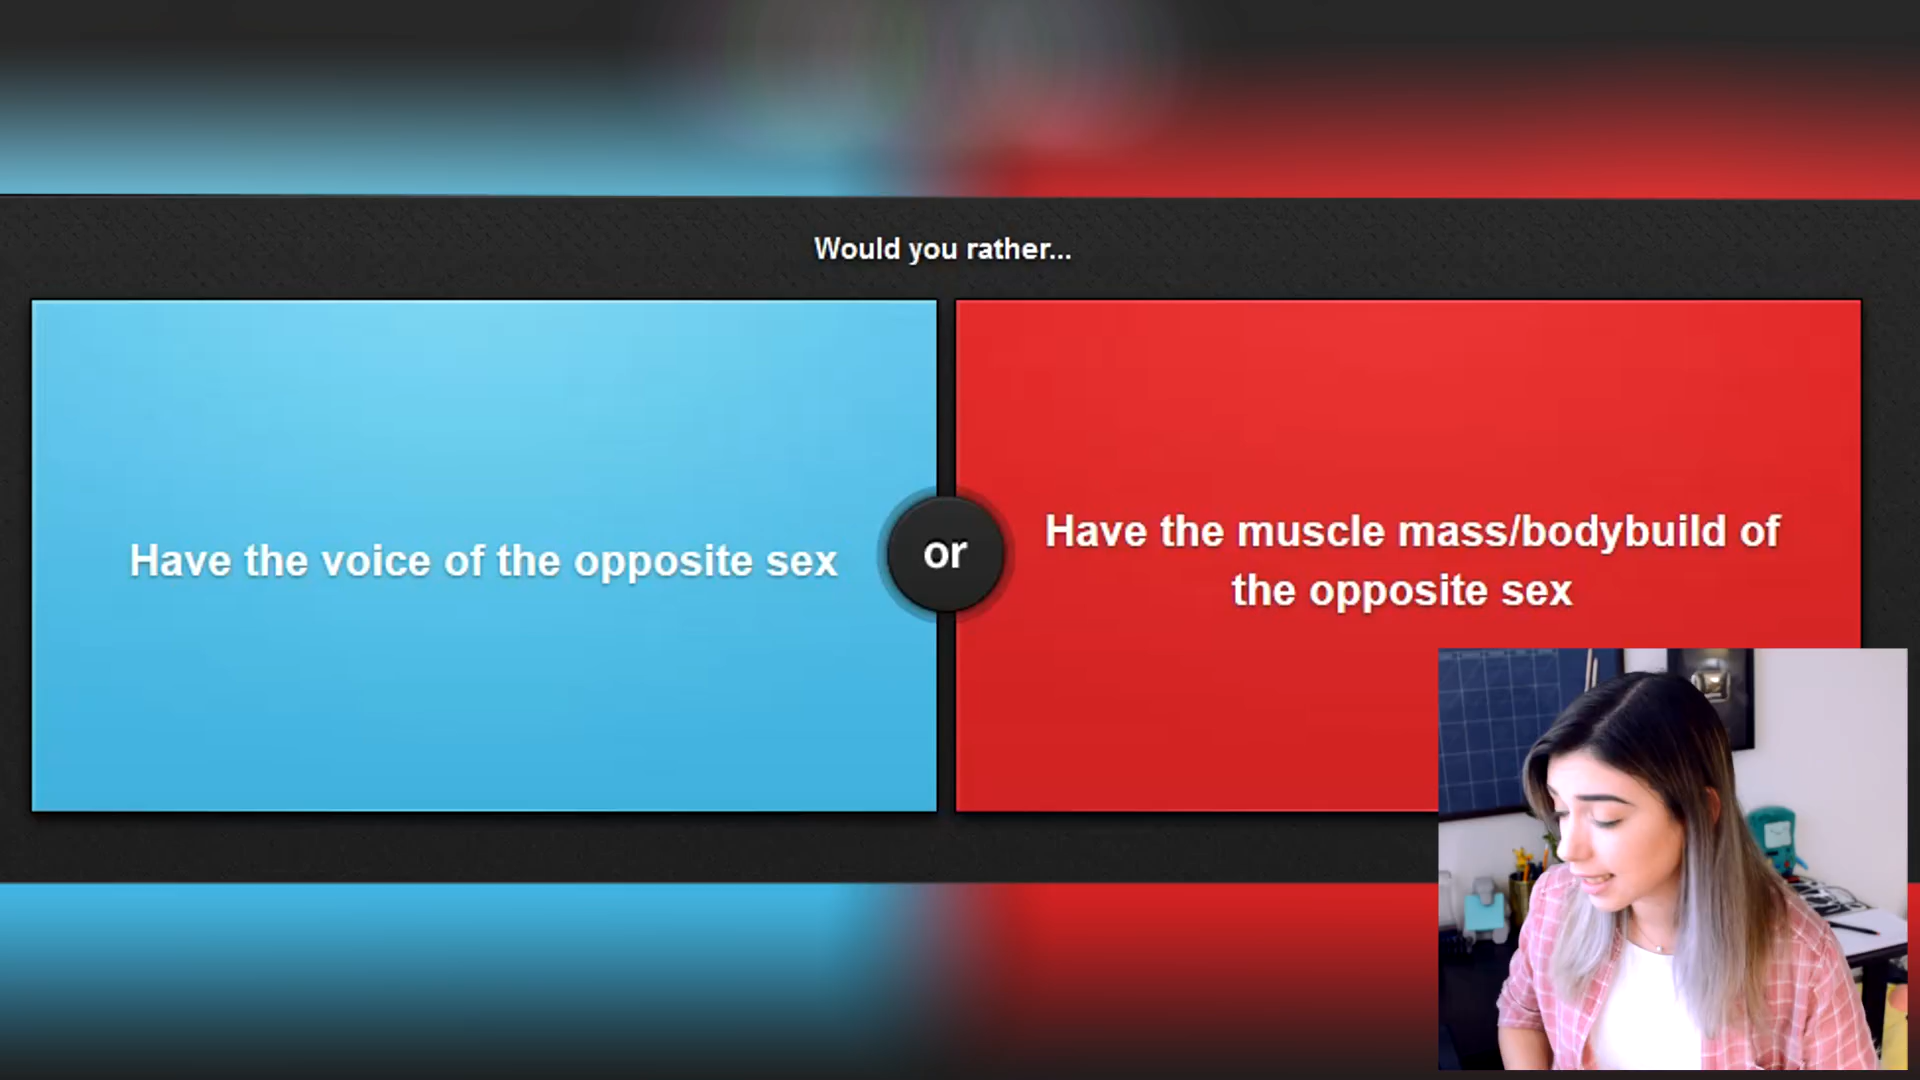 Would you rather...
Have the voice of the opposite sex
or
Have the muscle mass/bodybuild of
the opposite sex